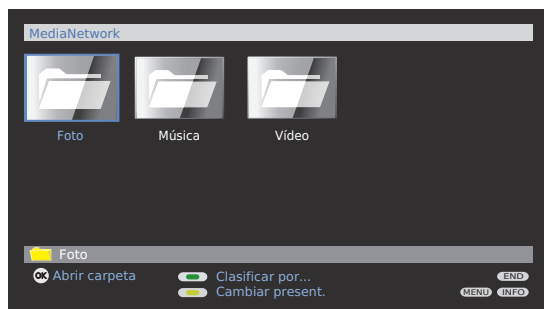 MediaNetwork
Foto Música Vídeo
Foto
OK Abrir carpeta Clasificar por... END
Cambiar present. MENU INFO